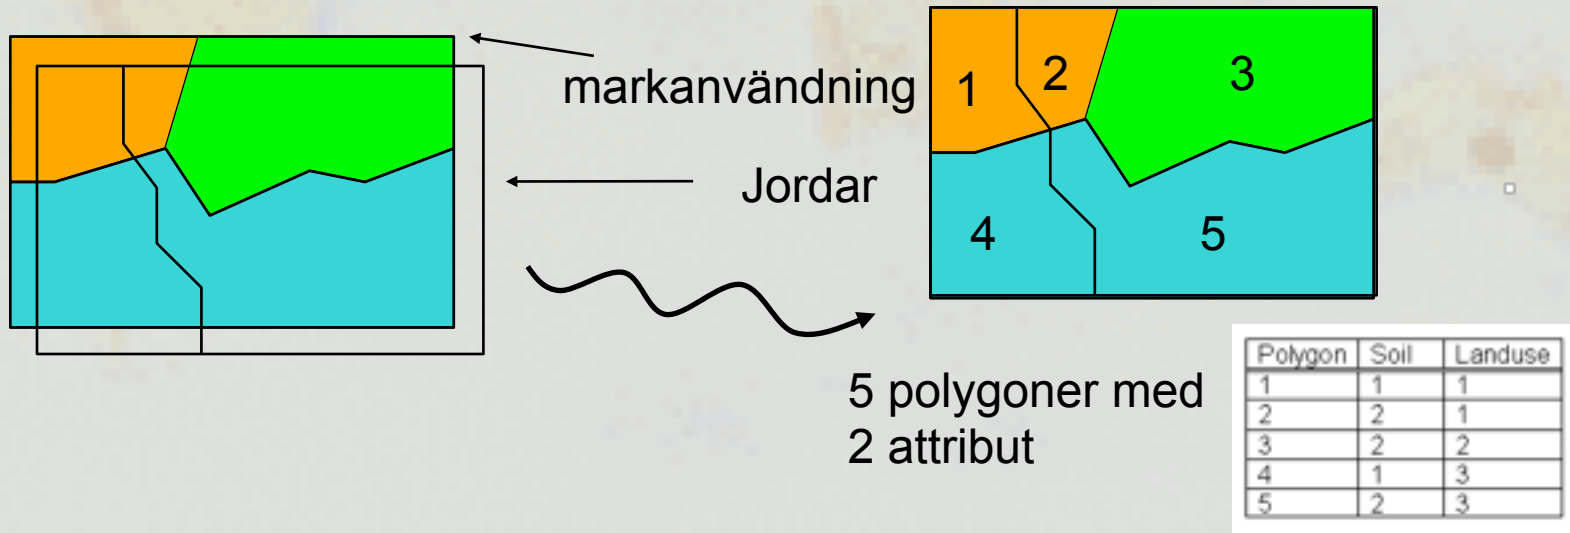 markanvändning
Jordar
1
2
3
4
5
5 polygoner med
2 attribut
Polygon Soil Landuse
1 1 1
2 2 1
3 2 2
4 1 3
5 2 3